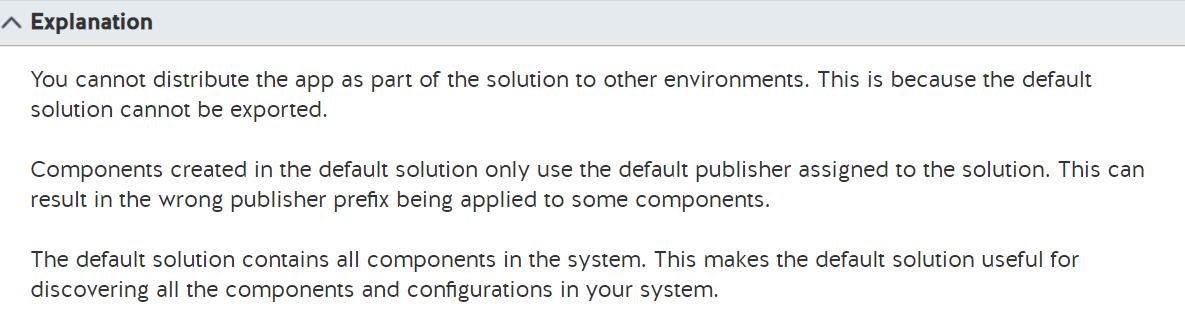 Explanation
You cannot distribute the app as part of the solution to other environments. This is because the default
solution cannot be exported.
Components created in the default solution only use the default publisher assigned to the solution. This can
result in the wrong publisher prefix being applied to some components.
The default solution contains all components in the system. This makes the default solution useful for
discovering all the components and configurations in your system.